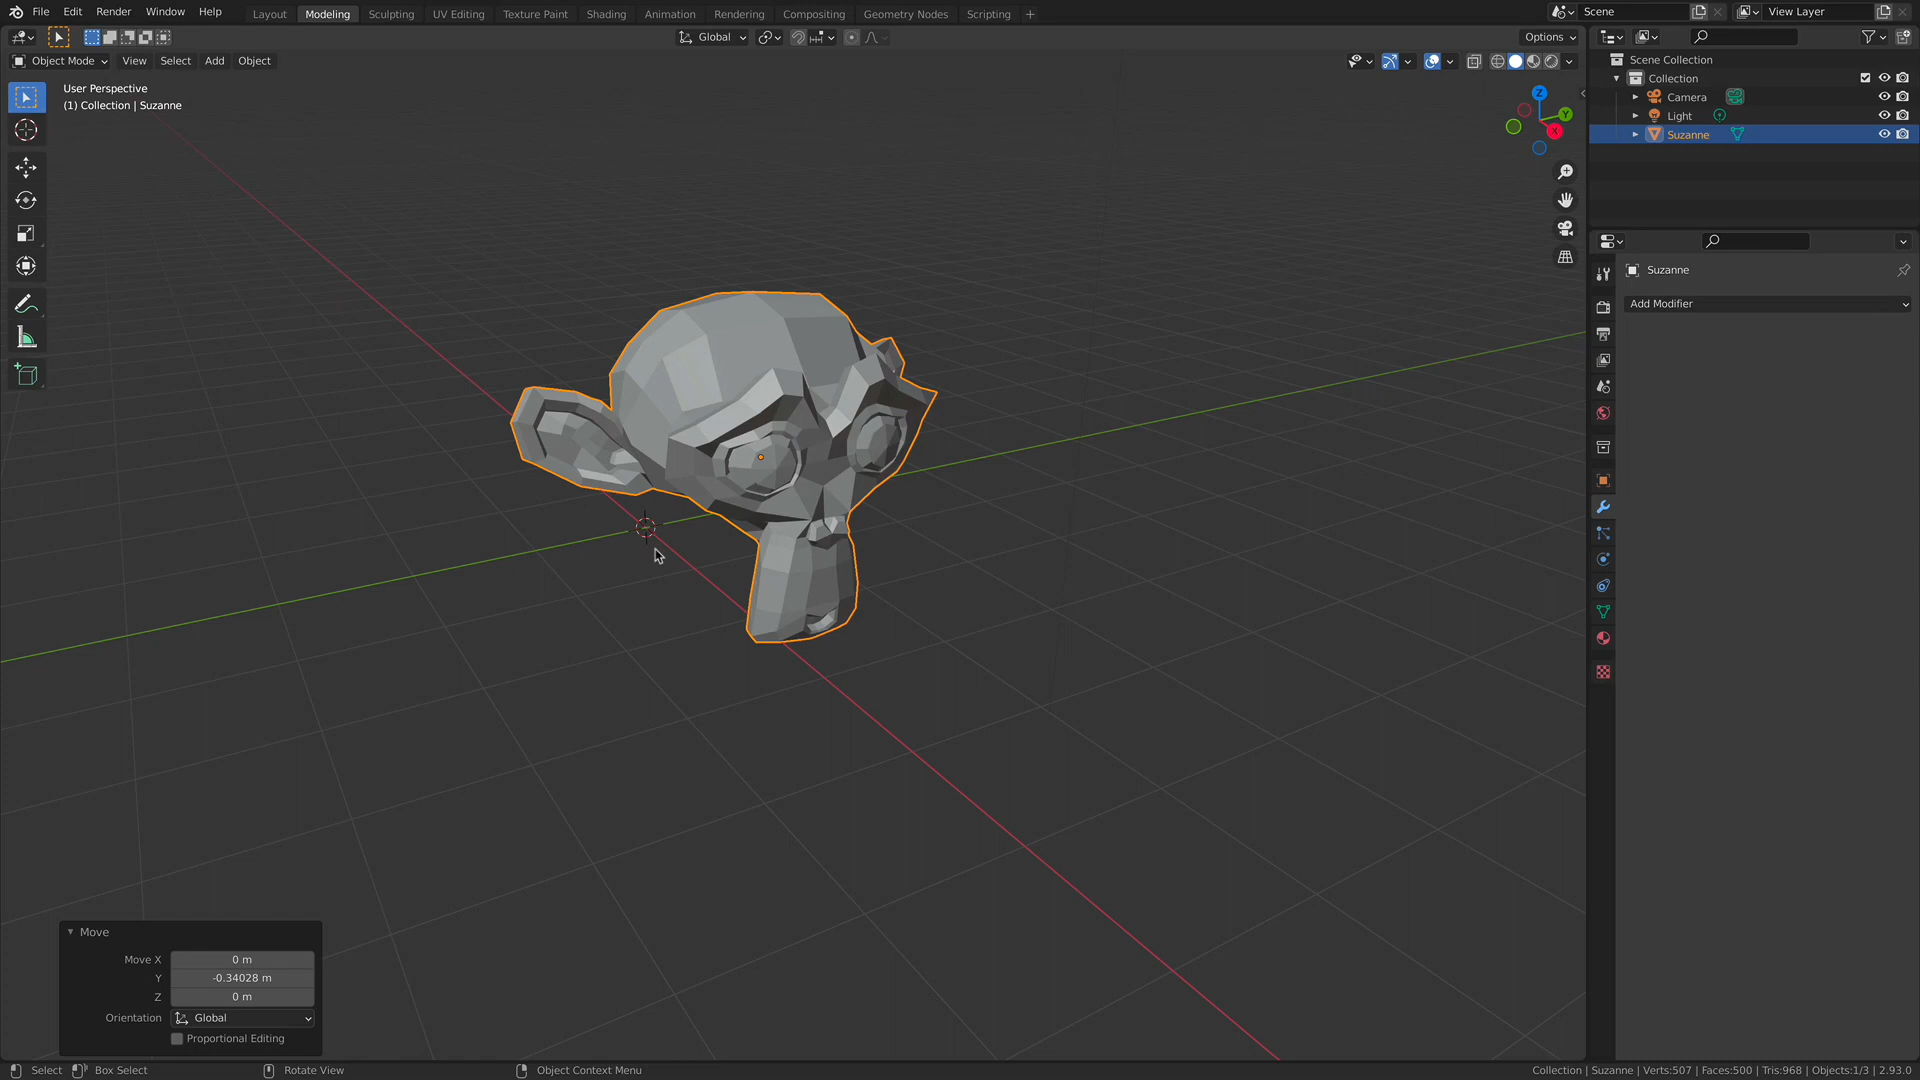 File Edit Render Window Help
Layout Modeling Sculpting UV Editing Texture Paint Shading Animation Rendering Compositing Geometry Nodes Scripting +
Scene
View Layer
Global
Options
Object Mode View Select Add Object
User Perspective
(1) Collection | Suzanne
Z
Y
X
Scene Collection
Collection
Camera
Light
Suzanne
Suzanne
Add Modifier
Move
Move X 0 m
Y -0.34028 m
Z 0 m
Orientation Global
Proportional Editing
Select Box Select Rotate View Object Context Menu
Collection | Suzanne | Verts:507 | Faces:500 | Tris:968 | Objects:1/3 | 2.93.0